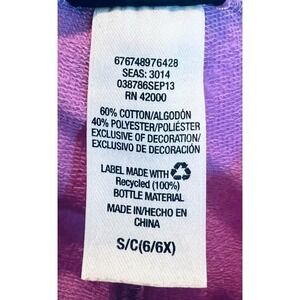 676748976428
SEAS: 3014
038786SEP13
RN 42000
60% COTTON/ALGODÓN
40% POLYESTER/POLIÉSTER
EXCLUSIVE OF DECORATION/
EXCLUSIVO DE DECORACIÓN
LABEL MADE WITH
Recycled (100%)
BOTTLE MATERIAL
MADE IN/HECHO EN
CHINA
S/C(6/6X)